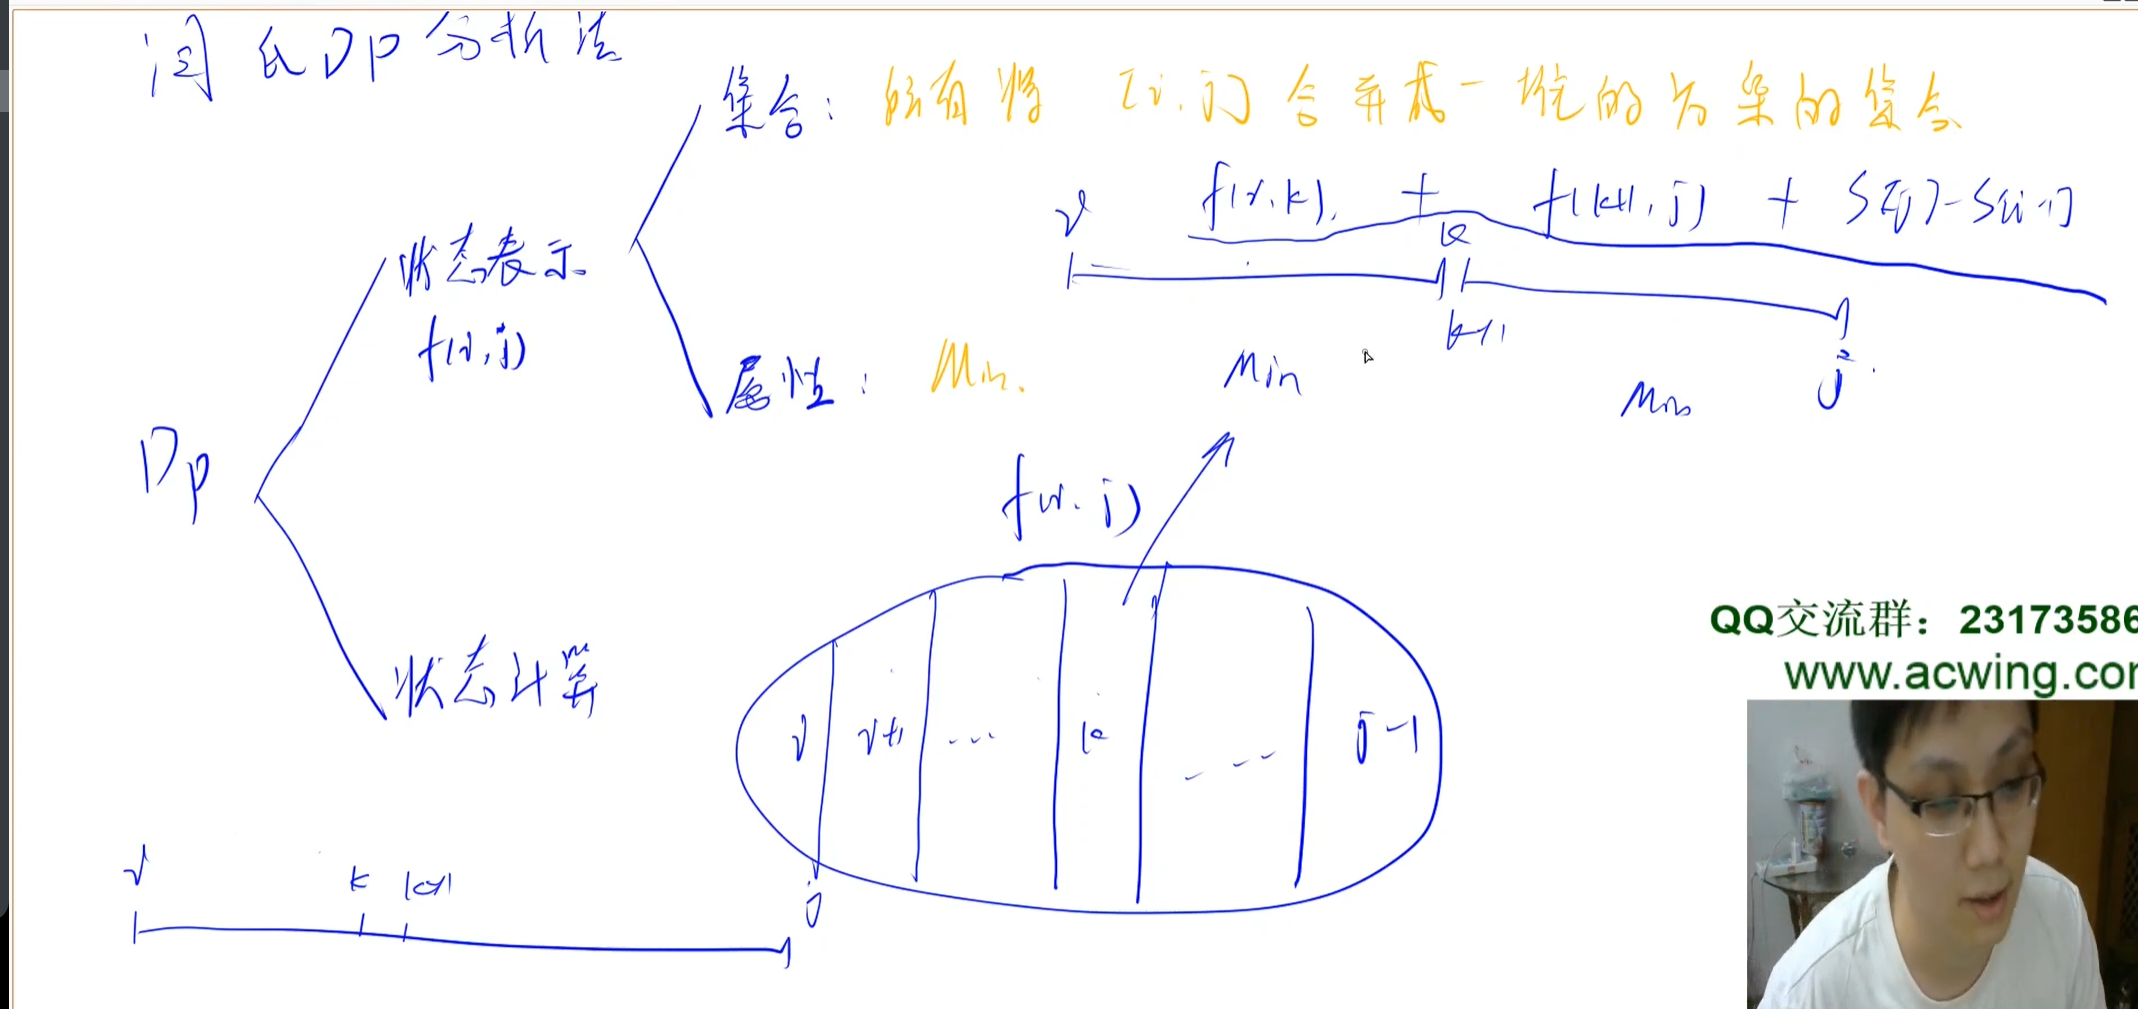 闫氏DP分析法
集合：所有将[i,j]合并成一堆的方案的集合
f(i,k) + f(k+1,j) + S[j]-S[i-1]
i
k
状态表示
k+1
f(i,j)
j
属性：Min.
Min
Min
Dp
f(i,j)
QQ交流群：23173586
www.acwing.cor
状态计算
i i+1 ... k ... j-1
i k k+1
j